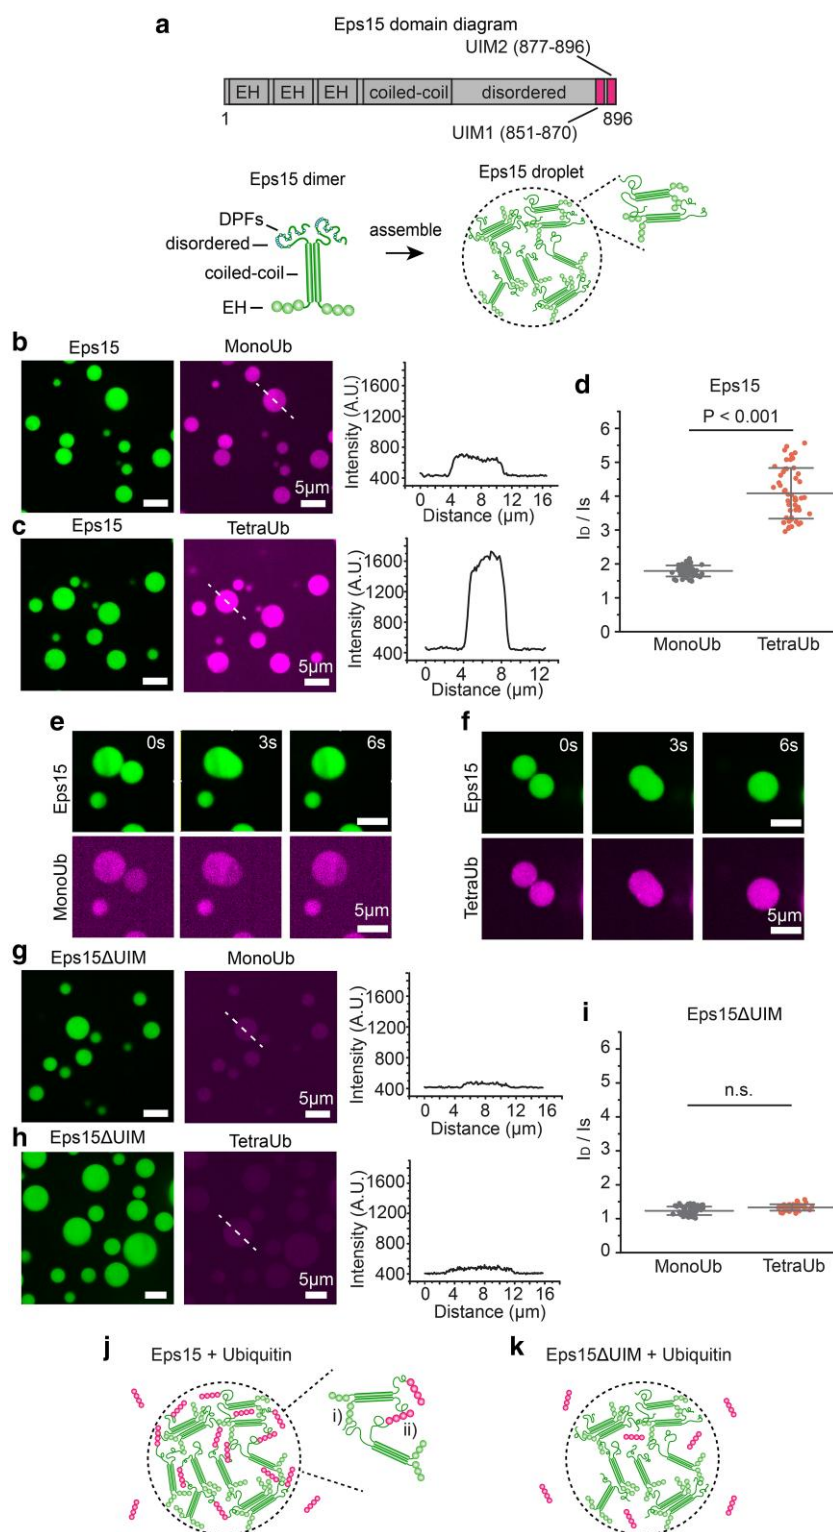 a
Eps15 domain diagram
UIM2 (877-896)
EH EH EH coiled-coil disordered
1 896
UIM1 (851-870)
Eps15 dimer
Eps15 droplet
DPFs
disordered
coiled-coil
EH
assemble
b
Eps15
MonoUb
5µm
Intensity (A.U.)
1600
1200
800
400
0 4 8 12 16
Distance (µm)
c
Eps15
TetraUb
5µm
Intensity (A.U.)
1600
1200
800
400
0 4 8 12
Distance (µm)
d
Eps15
P < 0.001
ID / IS
6
5
4
3
2
1
0
MonoUb TetraUb
e
0s 3s 6s
Eps15
MonoUb
5µm
f
0s 3s 6s
Eps15
TetraUb
5µm
g
Eps15ΔUIM
MonoUb
5µm
Intensity (A.U.)
1600
1200
800
400
0 4 8 12 16
Distance (µm)
h
Eps15ΔUIM
TetraUb
5µm
Intensity (A.U.)
1600
1200
800
400
0 2 4 6 8 10 12 14 16
Distance (µm)
i
Eps15ΔUIM
n.s.
ID / IS
6
5
4
3
2
1
0
MonoUb TetraUb
j
Eps15 + Ubiquitin
i)
ii)
k
Eps15ΔUIM + Ubiquitin